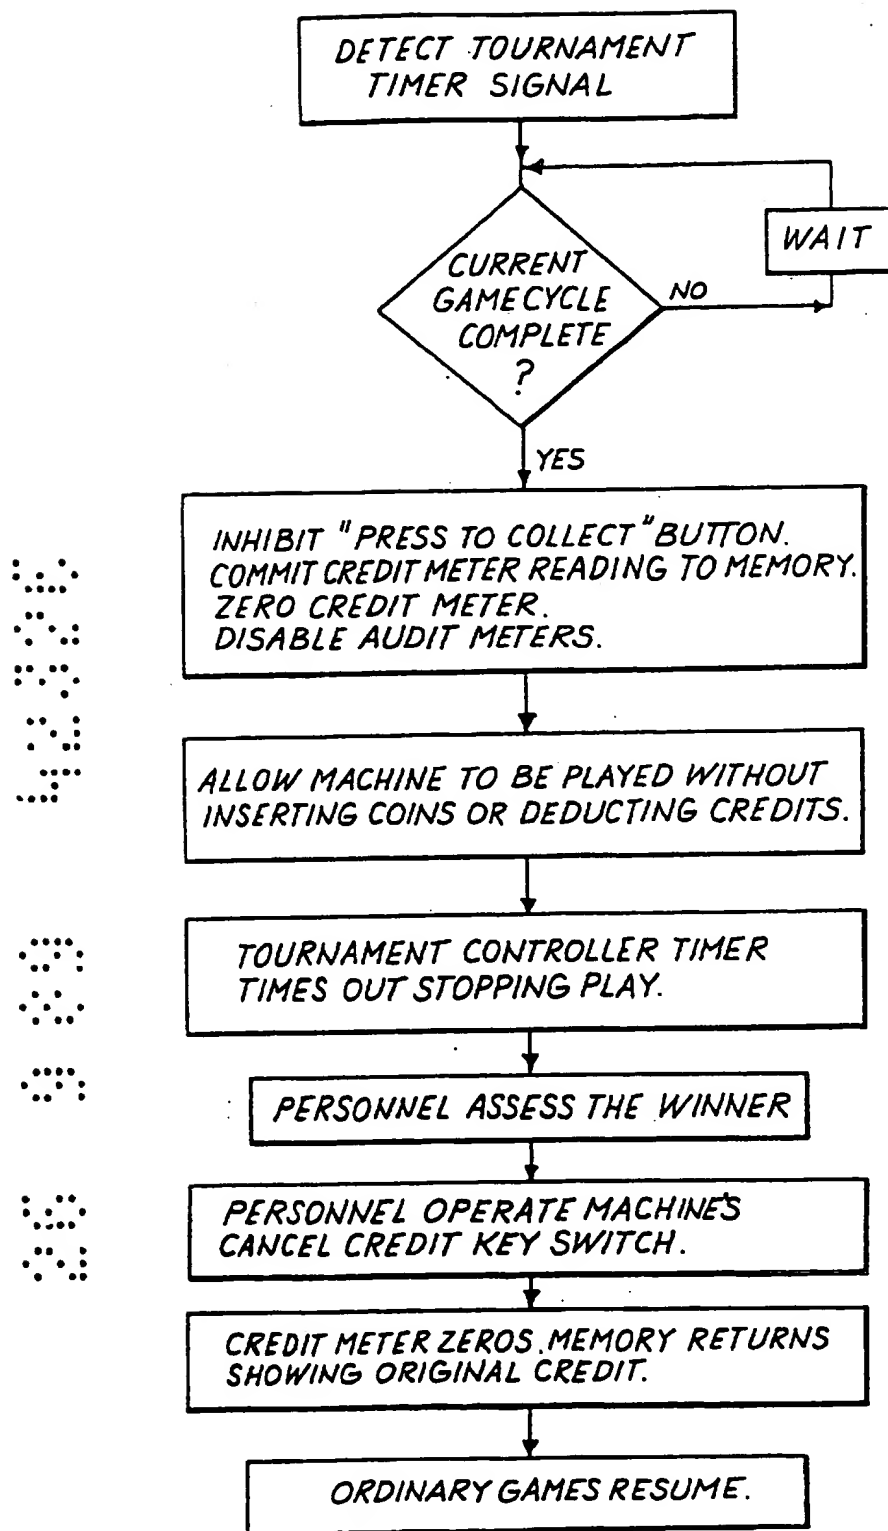 DETECT TOURNAMENT
TIMER SIGNAL
WAIT
CURRENT
GAME CYCLE
COMPLETE
?
NO
YES
INHIBIT "PRESS TO COLLECT" BUTTON.
COMMIT CREDIT METER READING TO MEMORY.
ZERO CREDIT METER.
DISABLE AUDIT METERS.
ALLOW MACHINE TO BE PLAYED WITHOUT
INSERTING COINS OR DEDUCTING CREDITS.
TOURNAMENT CONTROLLER TIMER
TIMES OUT STOPPING PLAY.
PERSONNEL ASSESS THE WINNER
PERSONNEL OPERATE MACHINE'S
CANCEL CREDIT KEY SWITCH.
CREDIT METER ZEROS. MEMORY RETURNS
SHOWING ORIGINAL CREDIT.
ORDINARY GAMES RESUME.